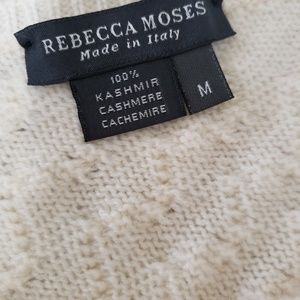 REBECCA MOSES
Made in Italy
100%
KASHMIR
CASHMERE
CACHEMIRE
M